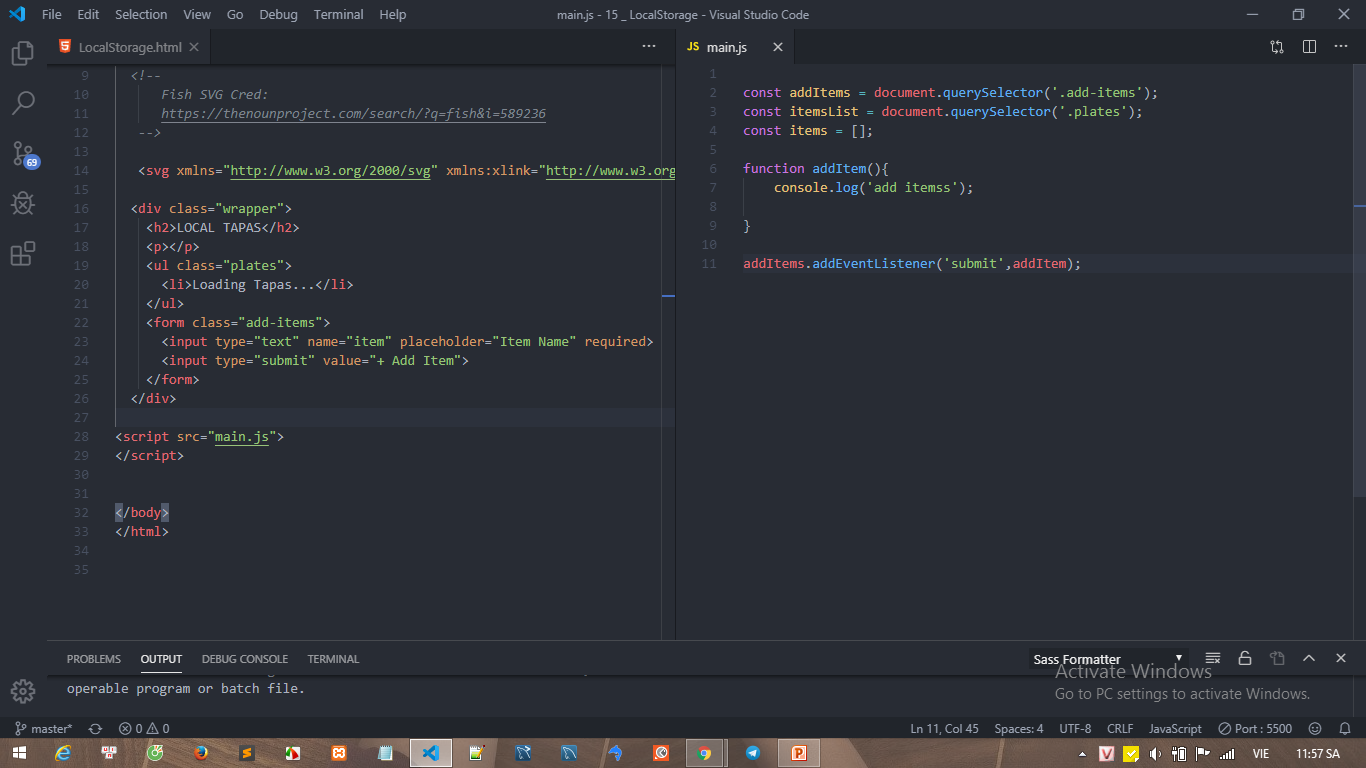 File Edit Selection View Go Debug Terminal Help
main.js - 15 _ LocalStorage - Visual Studio Code
LocalStorage.html
69
9 <!--
10 Fish SVG Cred:
11 https://thenounproject.com/search/?q=fish&i=589236
12 -->
13
14 <svg xmlns="http://www.w3.org/2000/svg" xmlns:xlink="http://www.w3.org
15
16 <div class="wrapper">
17 <h2>LOCAL TAPAS</h2>
18 <p></p>
19 <ul class="plates">
20 <li>Loading Tapas...</li>
21 </ul>
22 <form class="add-items">
23 <input type="text" name="item" placeholder="Item Name" required>
24 <input type="submit" value="+ Add Item">
25 </form>
26 </div>
27
28 <script src="main.js">
29 </script>
30
31
32 </body>
33 </html>
34
35
JS main.js
1
2 const addItems = document.querySelector('.add-items');
3 const itemsList = document.querySelector('.plates');
4 const items = [];
5
6 function addItem(){
7 console.log('add itemss');
8
9 }
10
11 addItems.addEventListener('submit',addItem);
PROBLEMS OUTPUT DEBUG CONSOLE TERMINAL
Sass Formatter
operable program or batch file.
Activate Windows
Go to PC settings to activate Windows.
master* 0 0
Ln 11, Col 45 Spaces: 4 UTF-8 CRLF JavaScript Port : 5500
VIE 11:57 SA